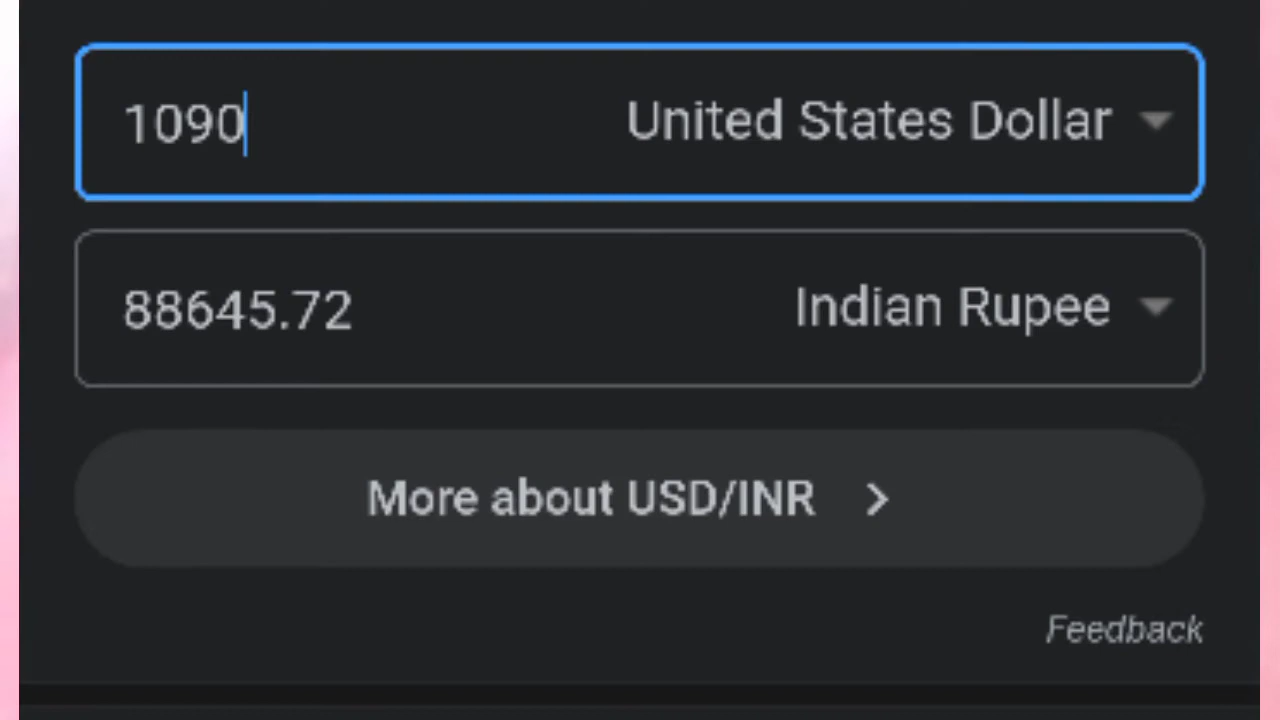 1090 United States Dollar
88645.72 Indian Rupee
More about USD/INR
Feedback